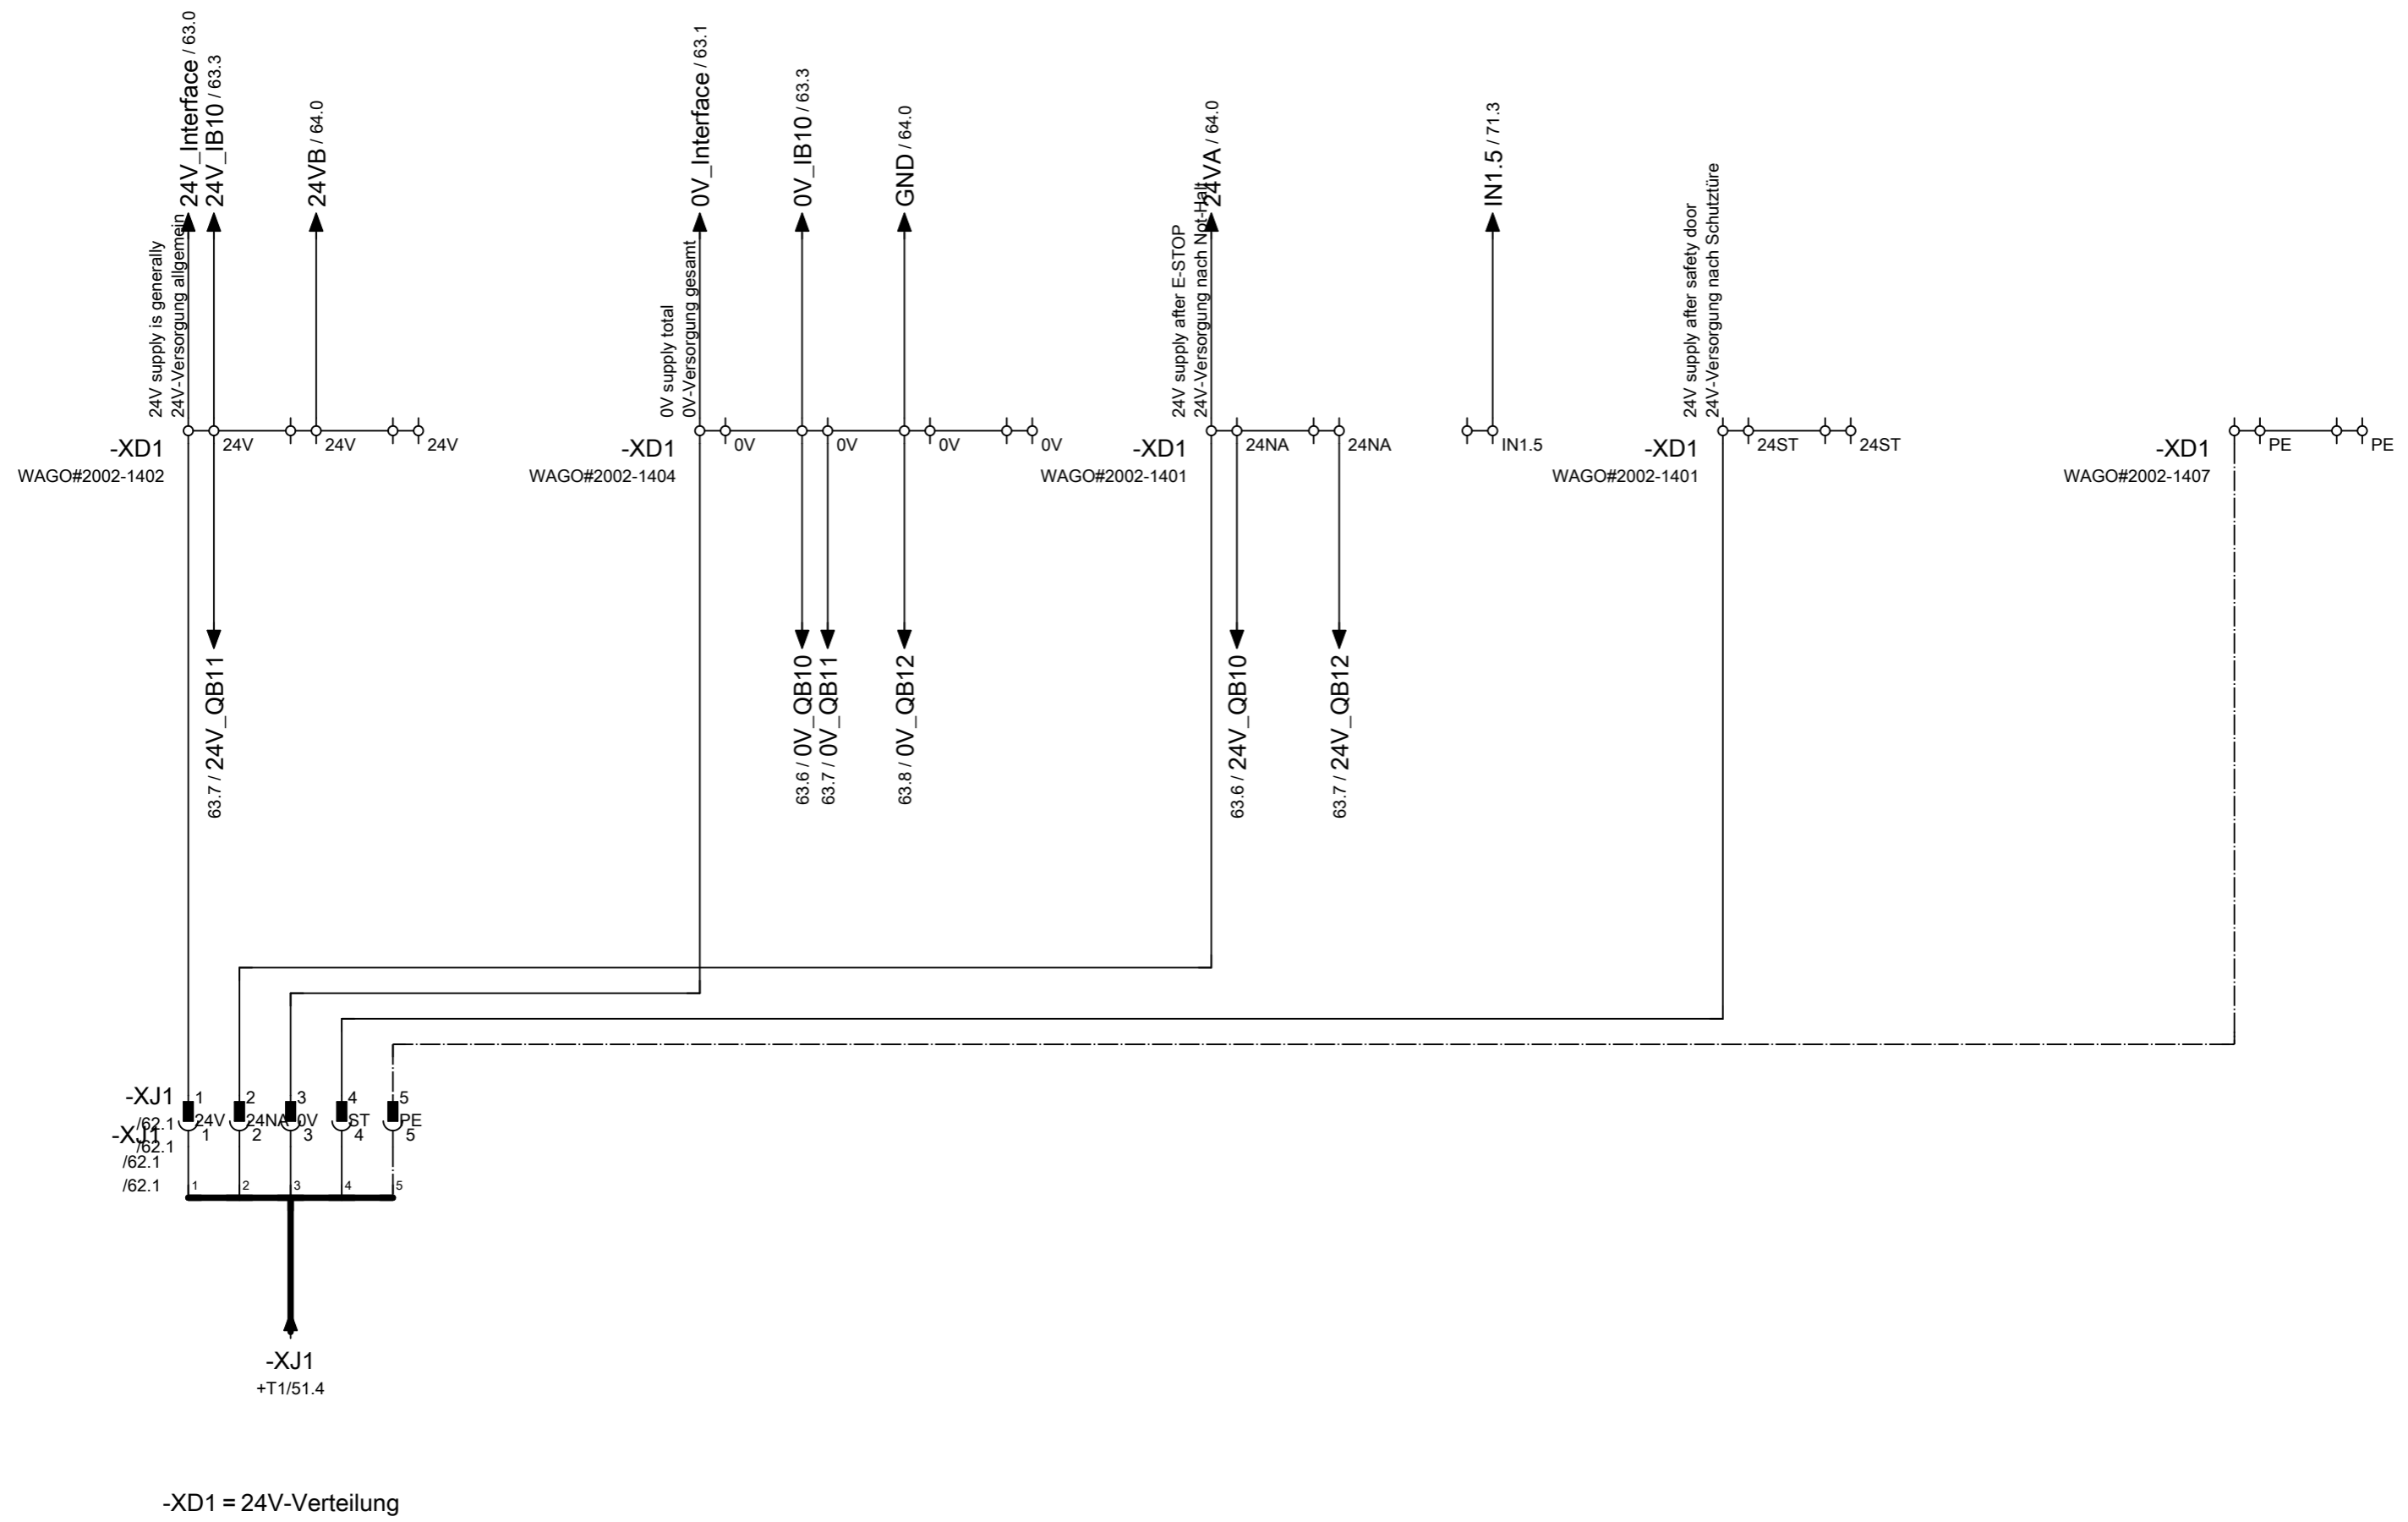 24V_Interface / 63.0
24V_IB10 / 63.3
24VB / 64.0
0V_Interface / 63.1
0V_IB10 / 63.3
GND / 64.0
24VA / 64.0
IN1.5 / 71.3
24V supply is generally
24V-Versorgung allgemein
0V supply total
0V-Versorgung gesamt
24V supply after E-STOP
24V-Versorgung nach Not-Halt
24V supply after safety door
24V-Versorgung nach Schutztüre
-XD1
WAGO#2002-1402
24V
24V
24V
-XD1
WAGO#2002-1404
0V
0V
0V
0V
-XD1
WAGO#2002-1401
24NA
24NA
IN1.5
-XD1
WAGO#2002-1401
24ST
24ST
-XD1
WAGO#2002-1407
PE
PE
63.7 / 24V_QB11
63.6 / 0V_QB10
63.7 / 0V_QB11
63.8 / 0V_QB12
63.6 / 24V_QB10
63.7 / 24V_QB12
-XJ1
1 2 3 4 5
/62.1
24V 24NA 0V ST PE
-XJ1
1 2 3 4 5
/62.1
/62.1
/62.1
1 2 3 4 5
-XJ1
+T1/51.4
-XD1 = 24V-Verteilung